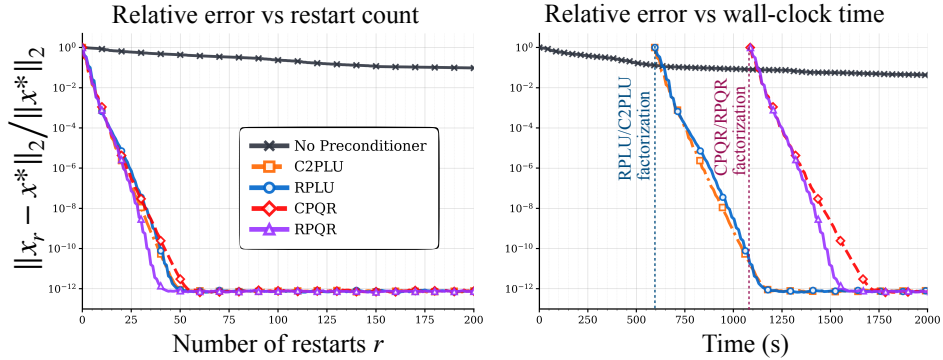 Relative error vs restart count
Relative error vs wall-clock time
‖x_r − x*‖_2/‖x*‖_2
10^0
10^−2
10^−4
10^−6
10^−8
10^−10
10^−12
No Preconditioner
C2PLU
RPLU
CPQR
RPQR
0 25 50 75 100 125 150 175 200
Number of restarts r
10^0
10^−2
10^−4
10^−6
10^−8
10^−10
10^−12
RPLU/C2PLU
factorization
CPQR/RPQR
factorization
0 250 500 750 1000 1250 1500 1750 2000
Time (s)